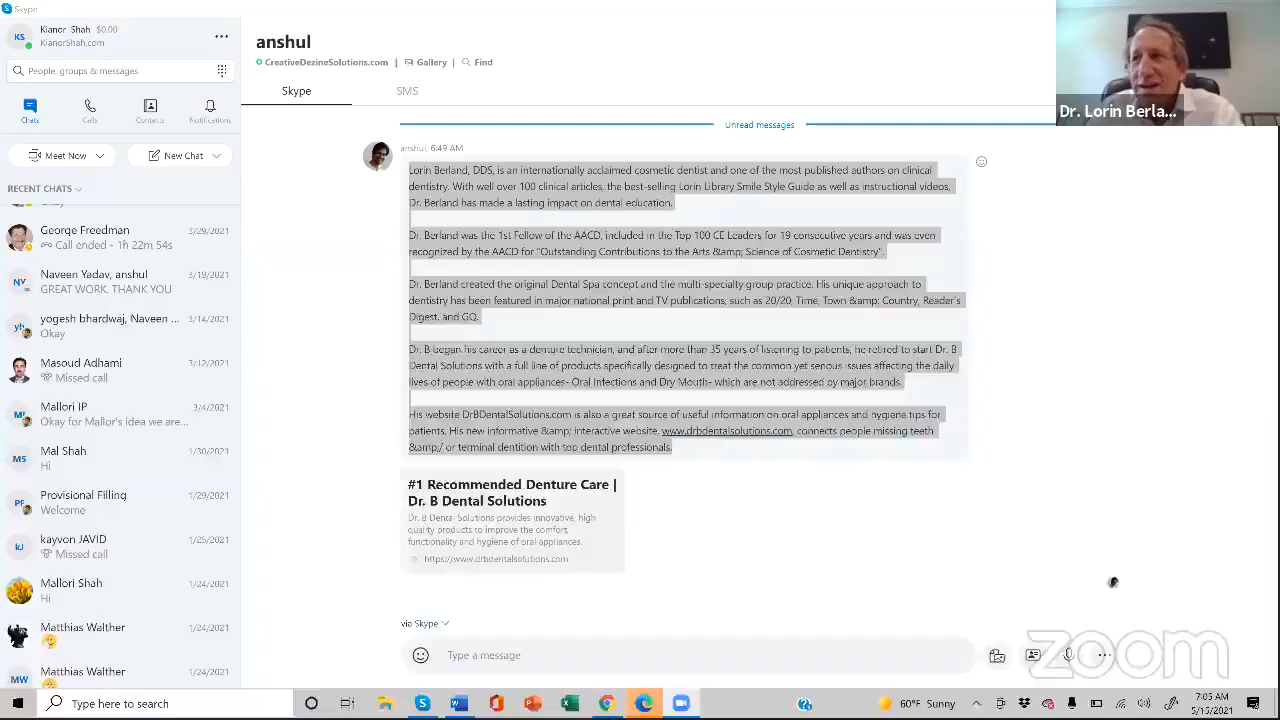 Skype
KS
Kianor Shah $0.00
KianorShah.com
People, groups & messages
Chats
Calls
Contacts
Notifications
Meet Now
New Chat
RECENT CHATS
George Freedman
3/29/2021
Call ended - 1h 22m 54s
NV
Naveen Yadav, anshul
3/19/2021
GREAT WORK. THANK YOU
yh
yogesh bhardwaj, Naveen ...
3/14/2021
Okay
Masoud Adhami
3/12/2021
Missed call
MI
Mallori IP
3/4/2021
Okay for Mallor's idea we are...
MS
Mal Shah
1/30/2021
Hi
PF
Provisional Filling
1/29/2021
Welcome
KJ
kayvon JAVID
1/25/2021
Missed call
Mallori Shah
1/24/2021
Hi
Matthias Walther
1/24/2021
MW
Matthias Walther
1/24/2021
anshul
CreativeDezineSolutions.com | Gallery | Find
Skype
SMS
Unread messages
anshul, 6:49 AM
Lorin Berland, DDS, is an internationally acclaimed cosmetic dentist and one of the most published authors on clinical
dentistry. With well over 100 clinical articles, the best-selling Lorin Library Smile Style Guide as well as instructional videos,
Dr. Berland has made a lasting impact on dental education.
Dr. Berland was the 1st Fellow of the AACD, included in the Top 100 CE Leaders for 19 consecutive years and was even
recognized by the AACD for "Outstanding Contributions to the Arts &amp; Science of Cosmetic Dentistry".
Dr. Berland created the original Dental Spa concept and the multi-specialty group practice. His unique approach to
dentistry has been featured in major national print and TV publications, such as 20/20, Time, Town &amp; Country, Reader's
Digest, and GQ.
Dr. B began his career as a denture technician, and after more than 35 years of listening to patients, he retired to start Dr. B
Dental Solutions with a full line of products specifically designed to treat the common yet serious issues affecting the daily
lives of people with oral appliances- Oral Infections and Dry Mouth- which are not addressed by major brands.
His website DrBDentalSolutions.com is also a great source of useful information on oral appliances and hygiene tips for
patients. His new informative &amp; interactive website, www.drbdentalsolutions.com, connects people missing teeth
&amp;/ or terminal dentition with top dental professionals.
#1 Recommended Denture Care |
Dr. B Dental Solutions
Dr. B Dental Solutions provides innovative, high
quality products to improve the comfort,
functionality and hygiene of oral appliances.
https://www.drbdentalsolutions.com
via Skype
Type a message
Dr. Lorin Berla...
zoom
Type here to search
60°F Sunny
7:05 AM
5/15/2021